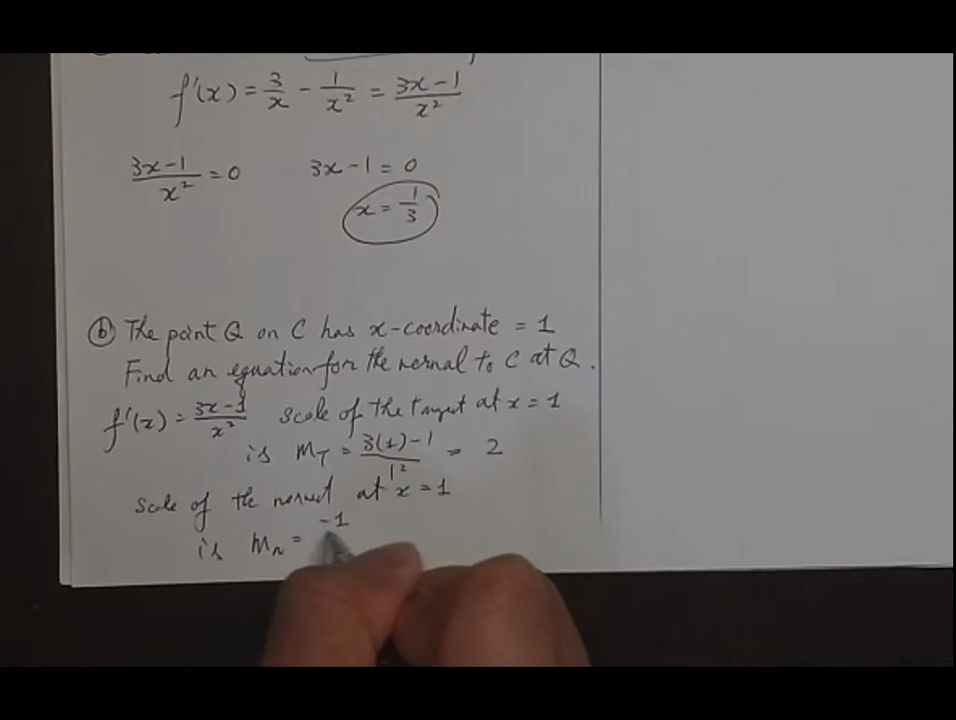 f'(x) = 3/x - 1/x² = (3x-1)/x²
(3x-1)/x² = 0 3x-1 = 0
x = 1/3
(b) The point Q on C has x-coordinate = 1
Find an equation for the normal to C at Q.
f'(x) = (3x-1)/x² scale of the tangent at x = 1
is m_T = (3(1)-1)/1² = 2
scale of the normal at x = 1
is m_n = -1